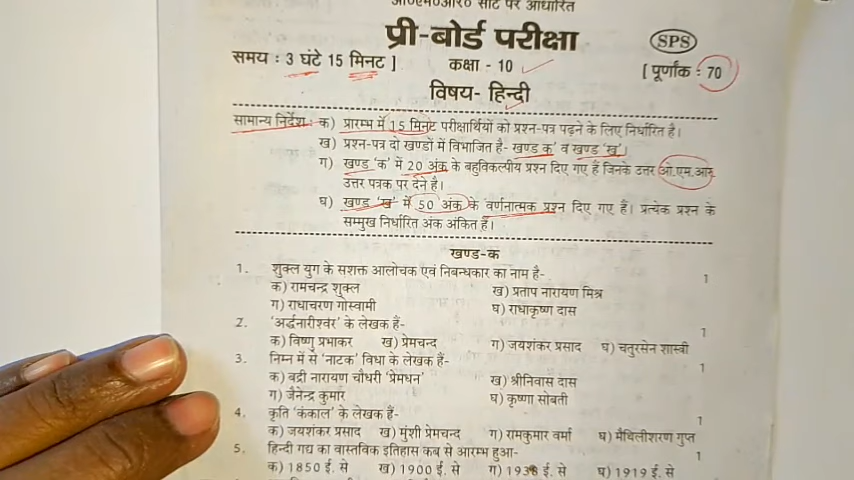 ओ०एम०आर० सीट पर आधारित
प्री-बोर्ड परीक्षा
SPS
समय : 3 घंटे 15 मिनट ]
कक्षा - 10
[ पूर्णांक : 70
विषय- हिन्दी
सामान्य निर्देश : क) प्रारम्भ में 15 मिनट परीक्षार्थियों को प्रश्न-पत्र पढ़ने के लिए निर्धारित है।
ख) प्रश्न-पत्र दो खण्डों में विभाजित है- खण्ड क' व खण्ड 'ख'।
ग) खण्ड 'क' में 20 अंक के बहुविकल्पीय प्रश्न दिए गए हैं जिनके उत्तर ओ.एम.आर
उत्तर पत्रक पर देने है।
घ) खण्ड 'ख' में 50 अंक के वर्णनात्मक प्रश्न दिए गए हैं। प्रत्येक प्रश्न के
सम्मुख निर्धारित अंक अंकित है।
खण्ड-क
1. शुक्ल युग के सशक्त आलोचक एवं निबन्धकार का नाम है- 1
क) रामचन्द्र शुक्ल ख) प्रताप नारायण मिश्र
ग) राधाचरण गोस्वामी घ) राधाकृष्ण दास
2. 'अर्द्धनारीश्वर' के लेखक हैं- 1
क) विष्णु प्रभाकर ख) प्रेमचन्द ग) जयशंकर प्रसाद घ) चतुरसेन शास्त्री
3. निम्न में से 'नाटक' विधा के लेखक हैं- 1
क) बद्री नारायण चौधरी 'प्रेमधन' ख) श्रीनिवास दास
ग) जैनेन्द्र कुमार घ) कृष्णा सोबती
4. कृति 'कंकाल' के लेखक हैं- 1
क) जयशंकर प्रसाद ख) मुंशी प्रेमचन्द ग) रामकुमार वर्मा घ) मैथिलीशरण गुप्त
5. हिन्दी गद्य का वास्तविक इतिहास कब से आरम्भ हुआ- 1
क) 1850 ई. से ख) 1900 ई. से ग) 1938 ई. से घ) 1919 ई. से